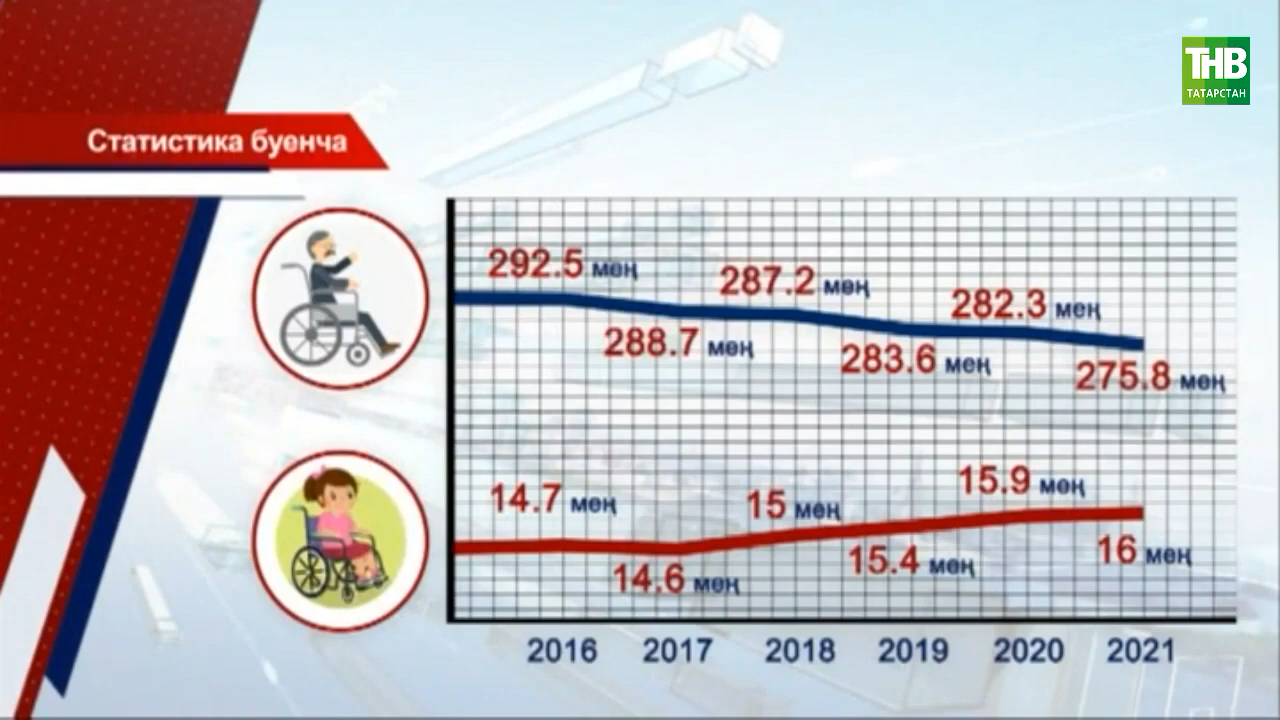 ТНВ
ТАТАРСТАН
Статистика буенча
292.5 мең
287.2 мең
282.3 мең
288.7 мең
283.6 мең
275.8 мең
14.7 мең
15 мең
15.9 мең
14.6 мең
15.4 мең
16 мең
2016 2017 2018 2019 2020 2021